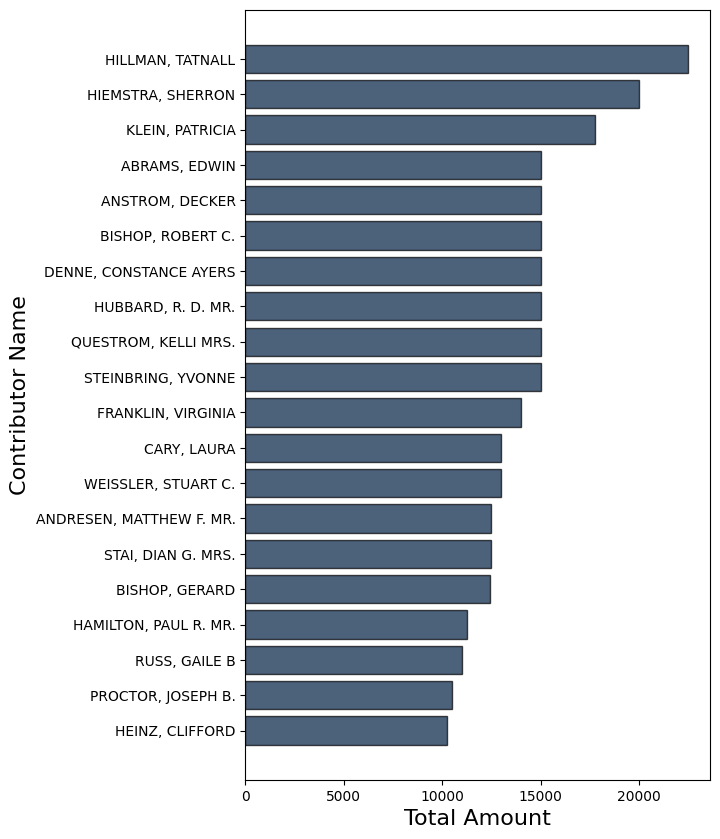 HILLMAN, TATNALL
HIEMSTRA, SHERRON
KLEIN, PATRICIA
ABRAMS, EDWIN
ANSTROM, DECKER
BISHOP, ROBERT C.
DENNE, CONSTANCE AYERS
HUBBARD, R. D. MR.
QUESTROM, KELLI MRS.
STEINBRING, YVONNE
FRANKLIN, VIRGINIA
CARY, LAURA
WEISSLER, STUART C.
ANDRESEN, MATTHEW F. MR.
STAI, DIAN G. MRS.
BISHOP, GERARD
HAMILTON, PAUL R. MR.
RUSS, GAILE B
PROCTOR, JOSEPH B.
HEINZ, CLIFFORD
Contributor Name
0 5000 10000 15000 20000
Total Amount